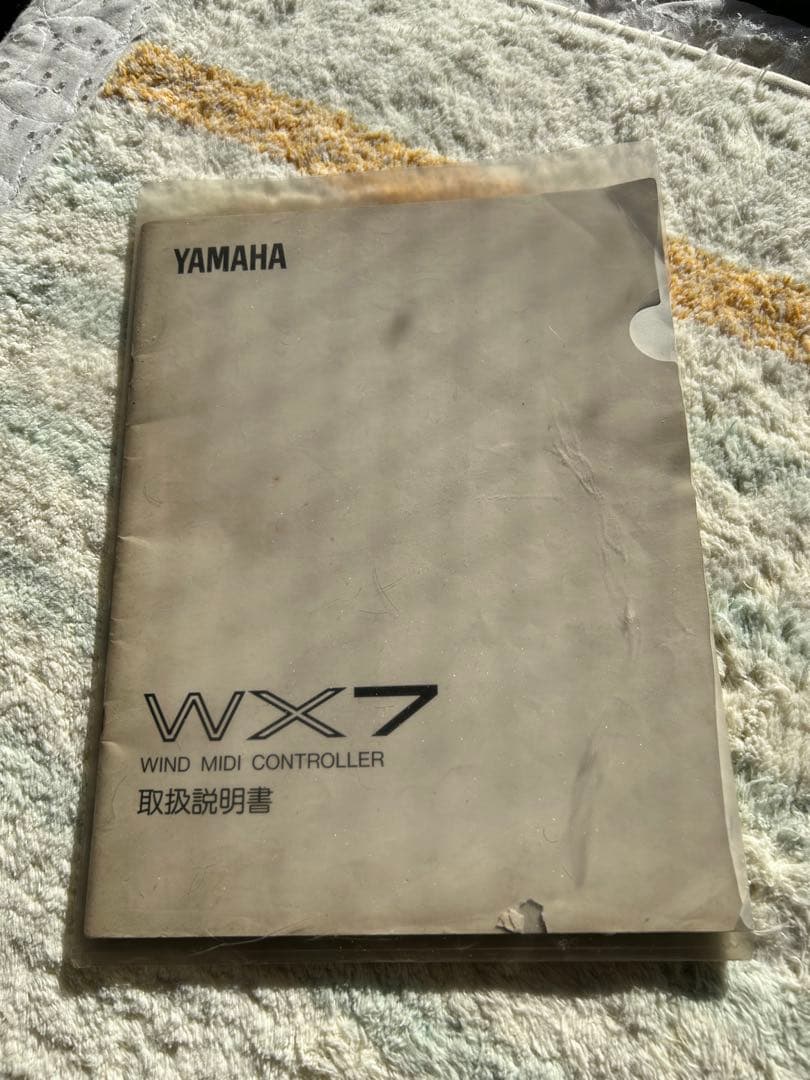 YAMAHA
WX7
WIND MIDI CONTROLLER
取扱説明書